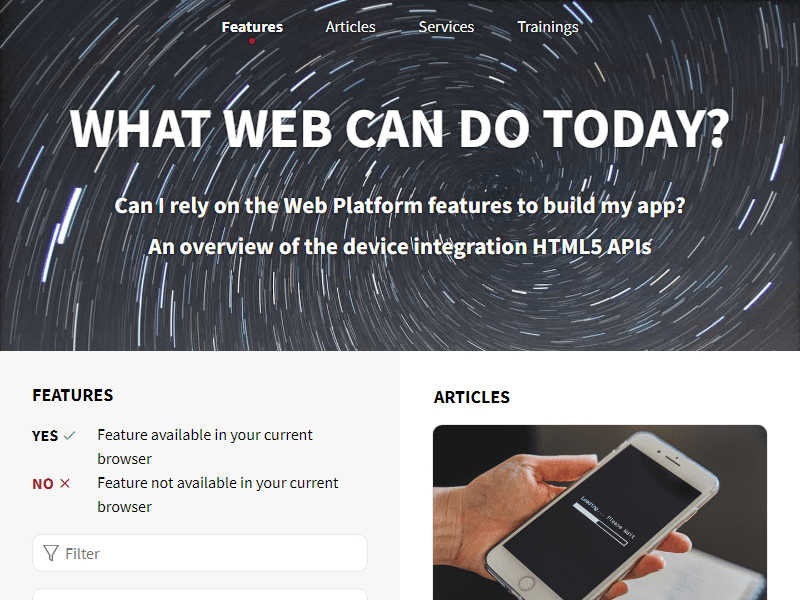 Features Articles Services Trainings
WHAT WEB CAN DO TODAY?
Can I rely on the Web Platform features to build my app?
An overview of the device integration HTML5 APIs
FEATURES
YES Feature available in your current
browser
NO Feature not available in your current
browser
Filter
ARTICLES
Loading... Please Wait